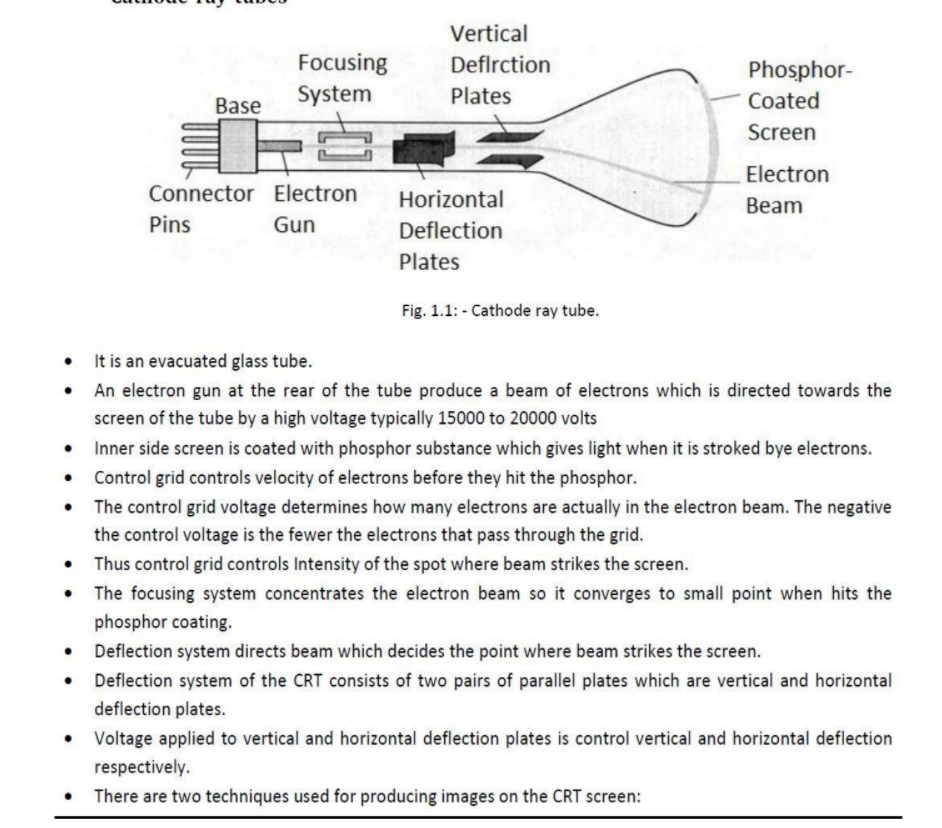 Cathode ray tubes
Vertical
Deflrction
Plates
Focusing
System
Base
Phosphor-
Coated
Screen
Electron
Beam
Connector
Pins
Electron
Gun
Horizontal
Deflection
Plates
Fig. 1.1: - Cathode ray tube.
• It is an evacuated glass tube.
• An electron gun at the rear of the tube produce a beam of electrons which is directed towards the
screen of the tube by a high voltage typically 15000 to 20000 volts
• Inner side screen is coated with phosphor substance which gives light when it is stroked bye electrons.
• Control grid controls velocity of electrons before they hit the phosphor.
• The control grid voltage determines how many electrons are actually in the electron beam. The negative
the control voltage is the fewer the electrons that pass through the grid.
• Thus control grid controls Intensity of the spot where beam strikes the screen.
• The focusing system concentrates the electron beam so it converges to small point when hits the
phosphor coating.
• Deflection system directs beam which decides the point where beam strikes the screen.
• Deflection system of the CRT consists of two pairs of parallel plates which are vertical and horizontal
deflection plates.
• Voltage applied to vertical and horizontal deflection plates is control vertical and horizontal deflection
respectively.
• There are two techniques used for producing images on the CRT screen: